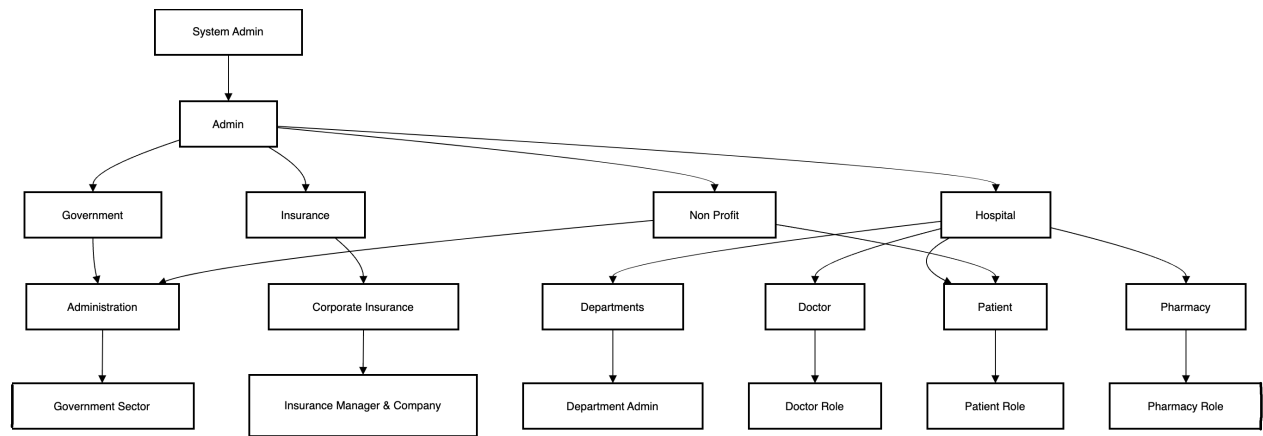 System Admin
Admin
Government
Insurance
Non Profit
Hospital
Administration
Corporate Insurance
Departments
Doctor
Patient
Pharmacy
Government Sector
Insurance Manager & Company
Department Admin
Doctor Role
Patient Role
Pharmacy Role